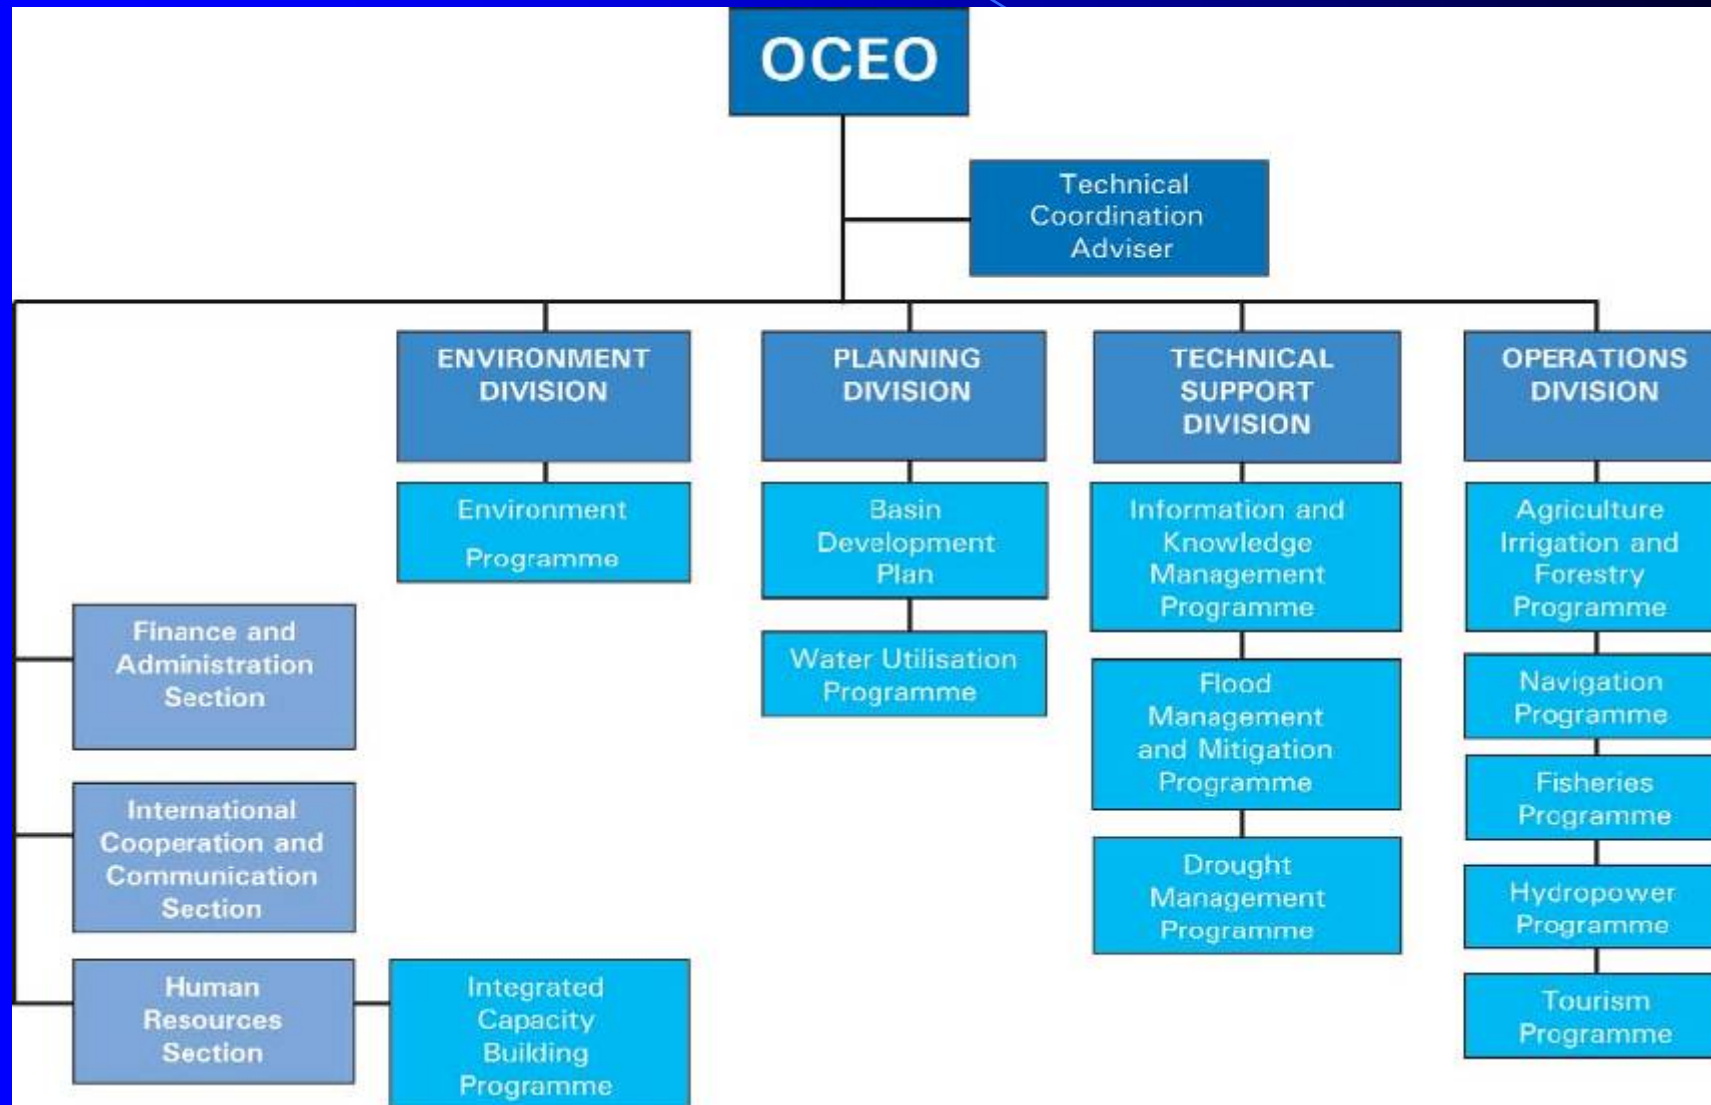 OCEO
Technical
Coordination
Adviser
ENVIRONMENT
DIVISION
PLANNING
DIVISION
TECHNICAL
SUPPORT
DIVISION
OPERATIONS
DIVISION
Environment
Programme
Basin
Development
Plan
Water Utilisation
Programme
Information and
Knowledge
Management
Programme
Flood
Management
and Mitigation
Programme
Drought
Management
Programme
Agriculture
Irrigation and
Forestry
Programme
Navigation
Programme
Fisheries
Programme
Hydropower
Programme
Tourism
Programme
Finance and
Administration
Section
International
Cooperation and
Communication
Section
Human
Resources
Section
Integrated
Capacity
Building
Programme